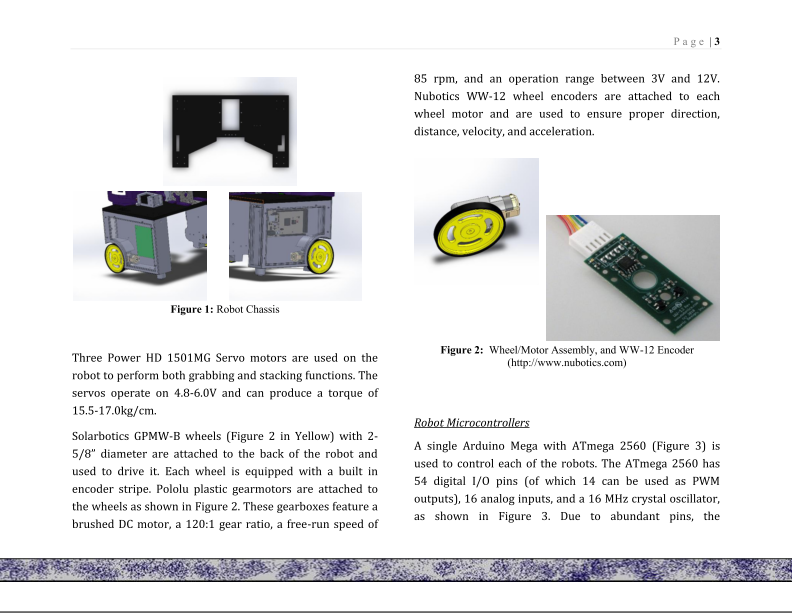 P a g e | 3
Figure 1: Robot Chassis
Three Power HD 1501MG Servo motors are used on the
robot to perform both grabbing and stacking functions. The
servos operate on 4.8-6.0V and can produce a torque of
15.5-17.0kg/cm.
Solarbotics GPMW-B wheels (Figure 2 in Yellow) with 2-
5/8” diameter are attached to the back of the robot and
used to drive it. Each wheel is equipped with a built in
encoder stripe. Pololu plastic gearmotors are attached to
the wheels as shown in Figure 2. These gearboxes feature a
brushed DC motor, a 120:1 gear ratio, a free-run speed of
85 rpm, and an operation range between 3V and 12V.
Nubotics WW-12 wheel encoders are attached to each
wheel motor and are used to ensure proper direction,
distance, velocity, and acceleration.
Figure 2: Wheel/Motor Assembly, and WW-12 Encoder
(http://www.nubotics.com)
Robot Microcontrollers
A single Arduino Mega with ATmega 2560 (Figure 3) is
used to control each of the robots. The ATmega 2560 has
54 digital I/O pins (of which 14 can be used as PWM
outputs), 16 analog inputs, and a 16 MHz crystal oscillator,
as shown in Figure 3. Due to abundant pins, the